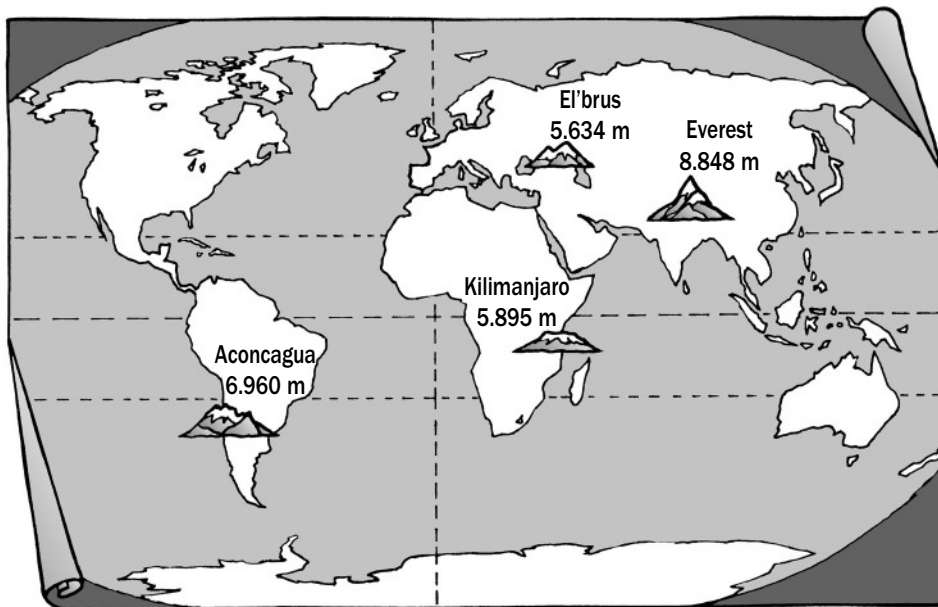 El'brus
5.634 m
Everest
8.848 m
Kilimanjaro
5.895 m
Aconcagua
6.960 m